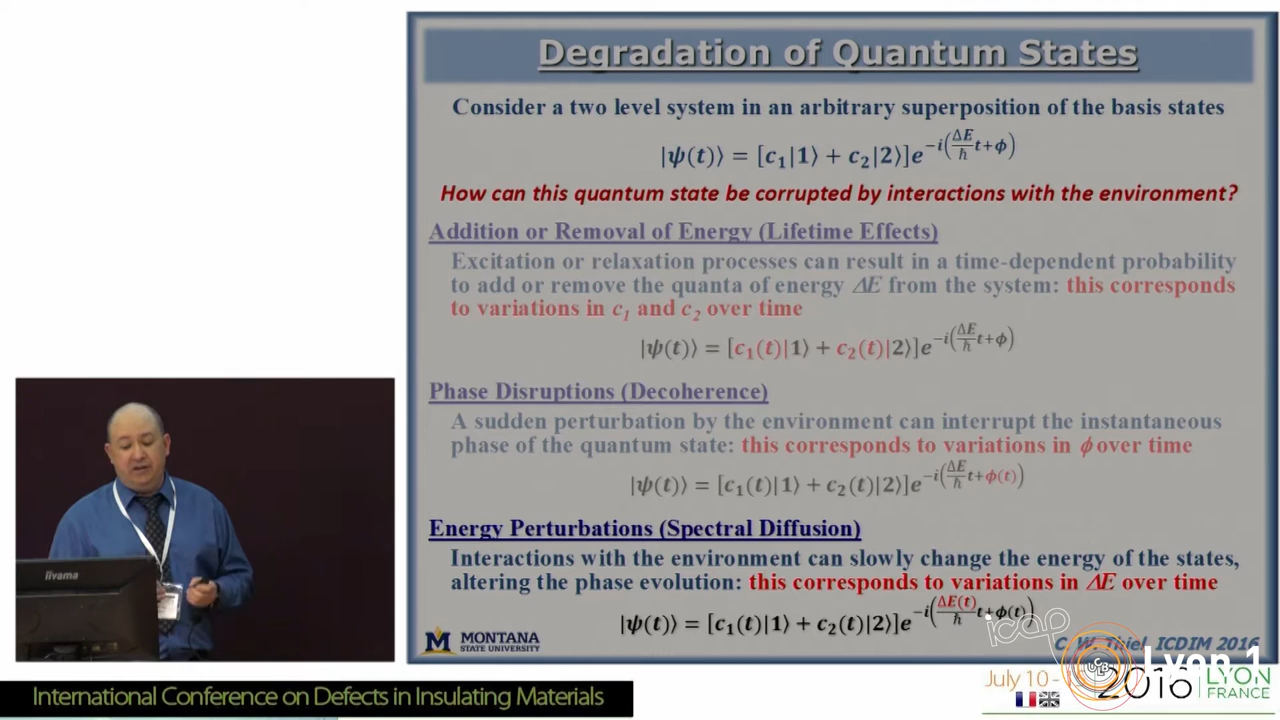 Degradation of Quantum States
Consider a two level system in an arbitrary superposition of the basis states
|ψ(t)⟩ = [c₁|1⟩ + c₂|2⟩]e^{-i(ΔE/ħ t+ϕ)}
How can this quantum state be corrupted by interactions with the environment?
Addition or Removal of Energy (Lifetime Effects)
Excitation or relaxation processes can result in a time-dependent probability
to add or remove the quanta of energy ΔE from the system: this corresponds
to variations in c₁ and c₂ over time
|ψ(t)⟩ = [c₁(t)|1⟩ + c₂(t)|2⟩]e^{-i(ΔE/ħ t+ϕ)}
Phase Disruptions (Decoherence)
A sudden perturbation by the environment can interrupt the instantaneous
phase of the quantum state: this corresponds to variations in ϕ over time
|ψ(t)⟩ = [c₁(t)|1⟩ + c₂(t)|2⟩]e^{-i(ΔE/ħ t+ϕ(t))}
Energy Perturbations (Spectral Diffusion)
Interactions with the environment can slowly change the energy of the states,
altering the phase evolution: this corresponds to variations in ΔE over time
|ψ(t)⟩ = [c₁(t)|1⟩ + c₂(t)|2⟩]e^{-i(ΔE(t)/ħ t+ϕ(t))}
MONTANA
STATE UNIVERSITY
C.W. Thiel, ICDIM 2016
icap
UCBL
Lyon 1
iiyama
International Conference on Defects in Insulating Materials
July 10 -
2016
LYON
FRANCE